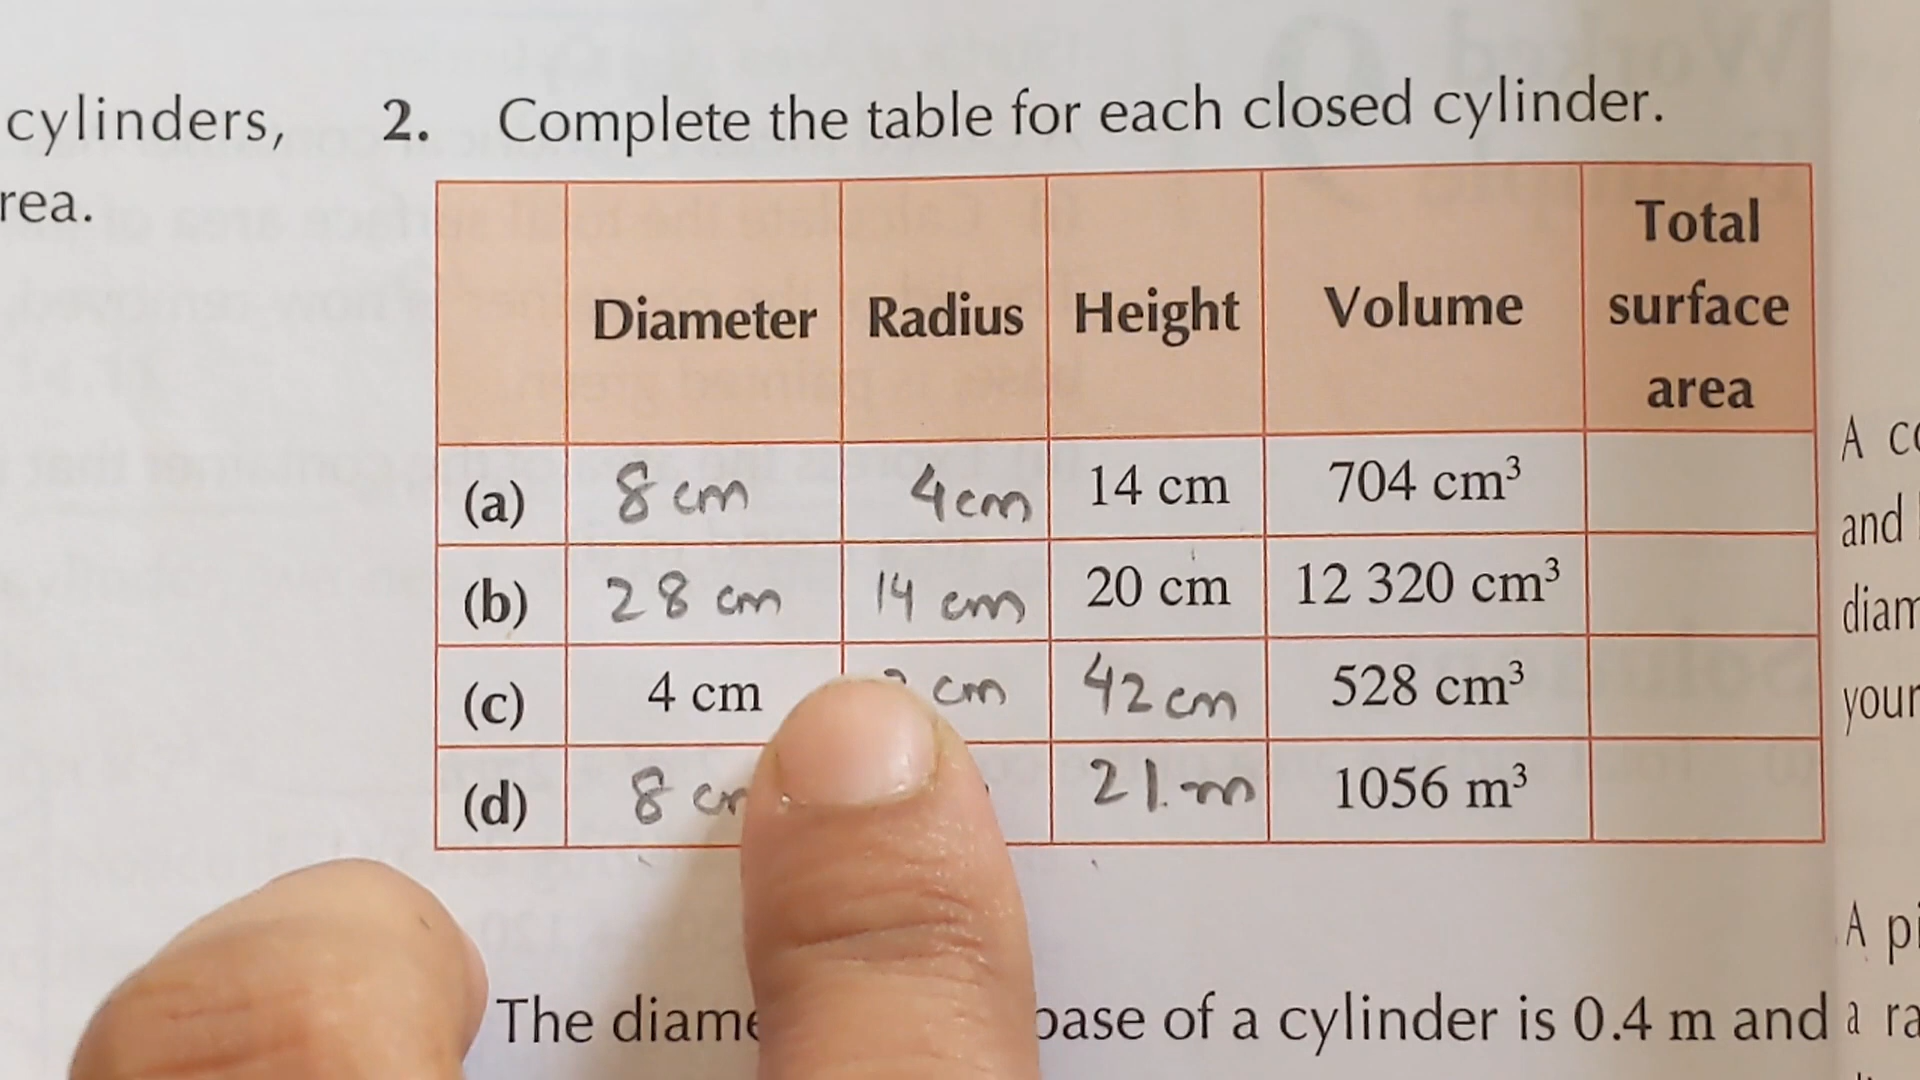 cylinders,
rea.
2. Complete the table for each closed cylinder.
Diameter Radius Height Volume Total surface area
(a) 8 cm 4 cm 14 cm 704 cm³
(b) 28 cm 14 cm 20 cm 12 320 cm³
(c) 4 cm cm 42 cm 528 cm³
(d) 8 21 m 1056 m³
The base of a cylinder is 0.4 m and
A
and
your
A
a